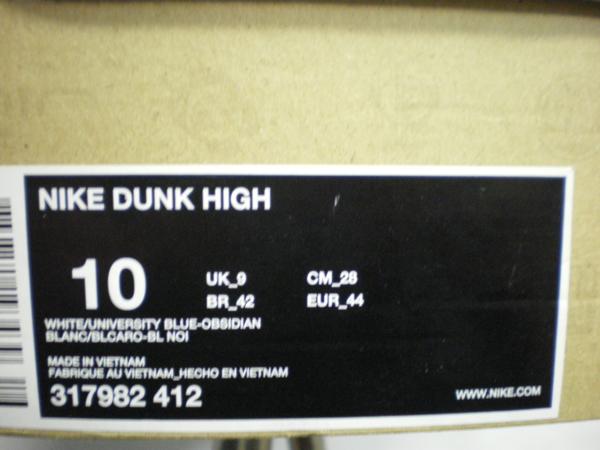 NIKE DUNK HIGH
10
UK_9 CM_28
BR_42 EUR_44
WHITE/UNIVERSITY BLUE-OBSIDIAN
BLANC/BLCARO-BL NOI
MADE IN VIETNAM
FABRIQUE AU VIETNAM_HECHO EN VIETNAM
317982 412
WWW.NIKE.COM